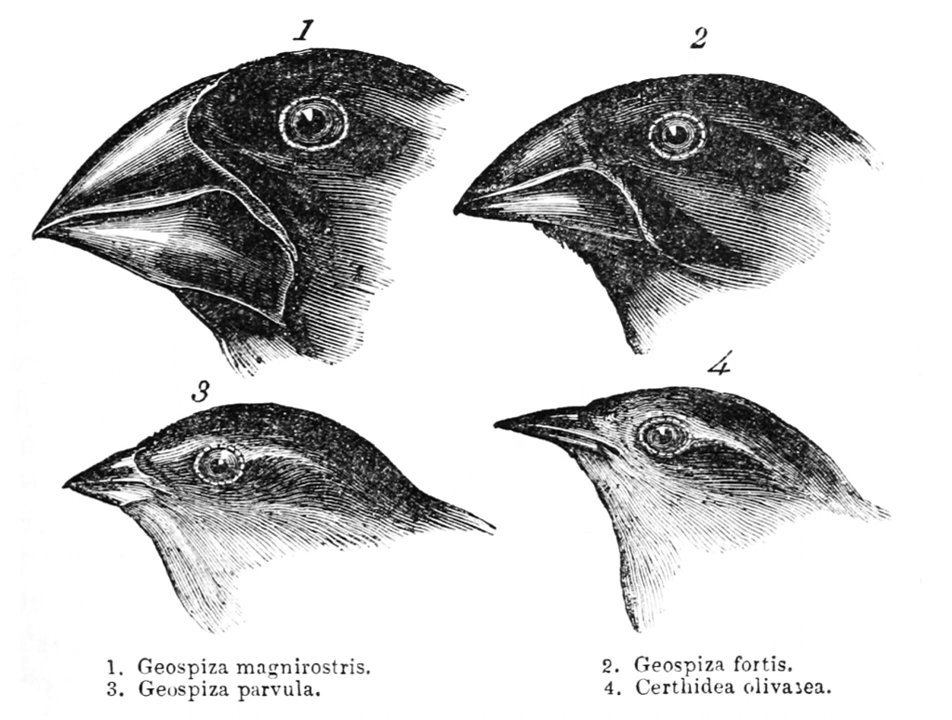 1
2
3
4
1. Geospiza magnirostris.
2. Geospiza fortis.
3. Geospiza parvula.
4. Certhidea olivasea.